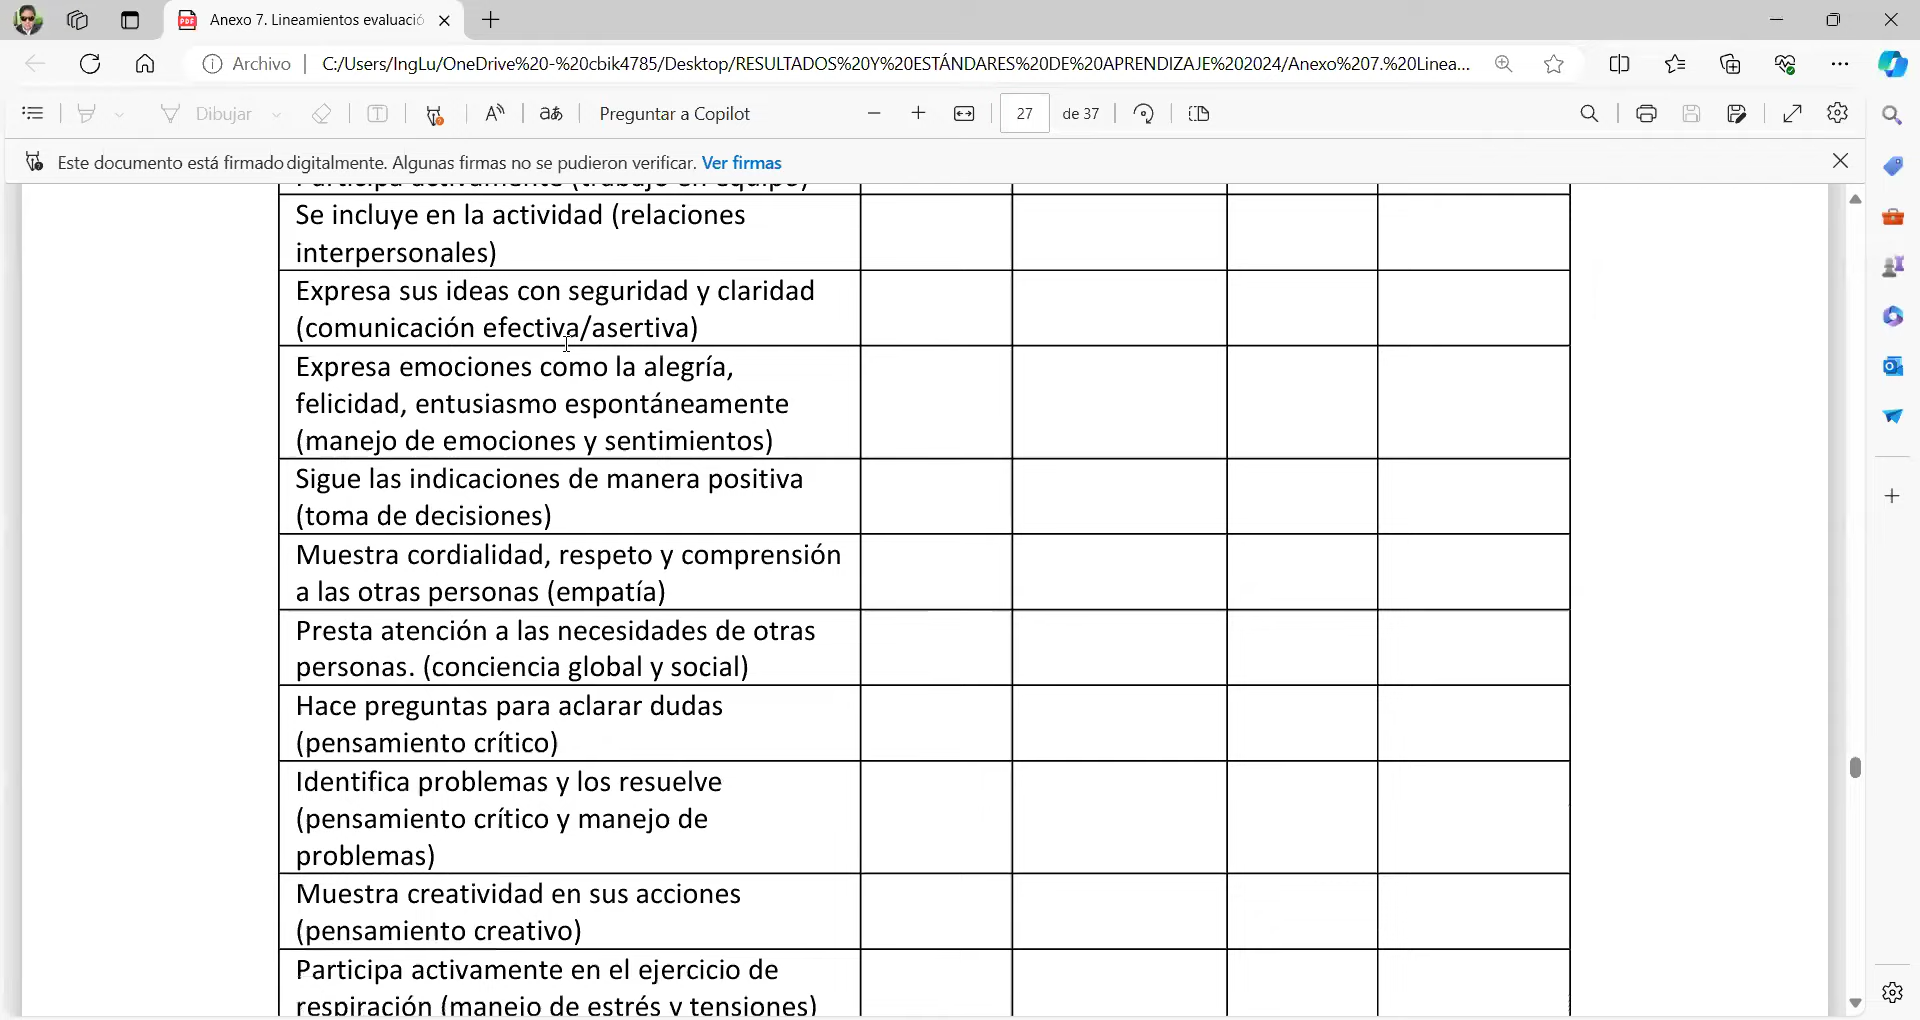 Anexo 7. Lineamientos evaluació
Archivo
C:/Users/IngLu/OneDrive%20-%20cbik4785/Desktop/RESULTADOS%20Y%20ESTÁNDARES%20DE%20APRENDIZAJE%202024/Anexo%207.%20Linea...
Dibujar
Preguntar a Copilot
27 de 37
Este documento está firmado digitalmente. Algunas firmas no se pudieron verificar. Ver firmas
Participa activamente (trabajo en equipo)
Se incluye en la actividad (relaciones
interpersonales)
Expresa sus ideas con seguridad y claridad
(comunicación efectiva/asertiva)
Expresa emociones como la alegría,
felicidad, entusiasmo espontáneamente
(manejo de emociones y sentimientos)
Sigue las indicaciones de manera positiva
(toma de decisiones)
Muestra cordialidad, respeto y comprensión
a las otras personas (empatía)
Presta atención a las necesidades de otras
personas. (conciencia global y social)
Hace preguntas para aclarar dudas
(pensamiento crítico)
Identifica problemas y los resuelve
(pensamiento crítico y manejo de
problemas)
Muestra creatividad en sus acciones
(pensamiento creativo)
Participa activamente en el ejercicio de
respiración (manejo de estrés y tensiones)